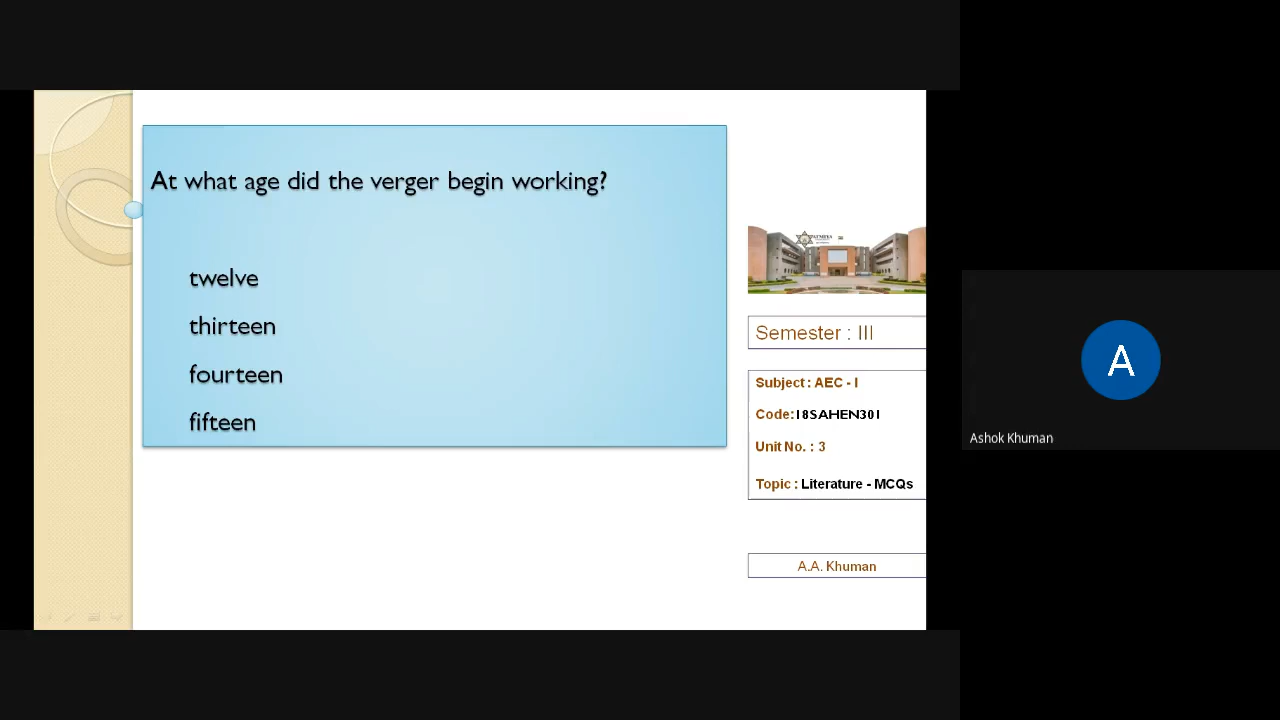 At what age did the verger begin working?
twelve
thirteen
fourteen
fifteen
Semester : III
Subject : AEC - I
Code:18SAHEN301
Unit No. : 3
Topic : Literature - MCQs
A.A. Khuman
A
Ashok Khuman